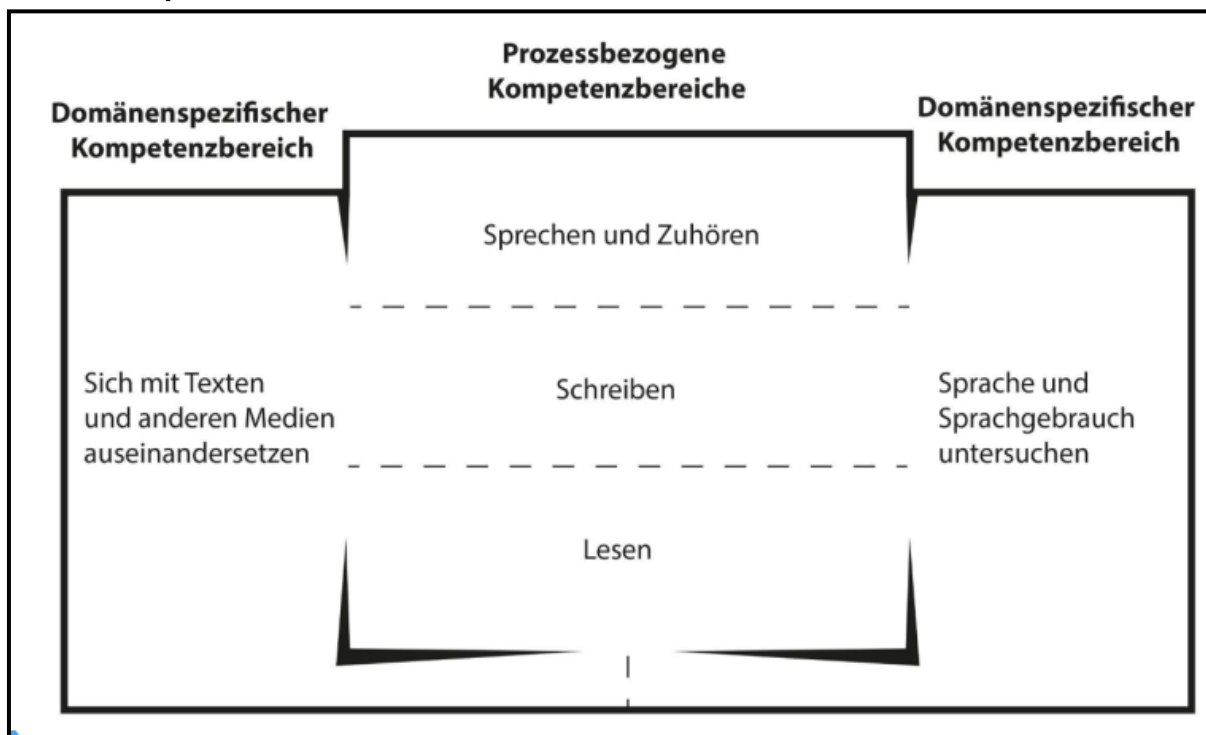 Prozessbezogene
Kompetenzbereiche
Domänenspezifischer
Kompetenzbereich
Domänenspezifischer
Kompetenzbereich
Sprechen und Zuhören
Sich mit Texten
und anderen Medien
auseinandersetzen
Schreiben
Sprache und
Sprachgebrauch
untersuchen
Lesen